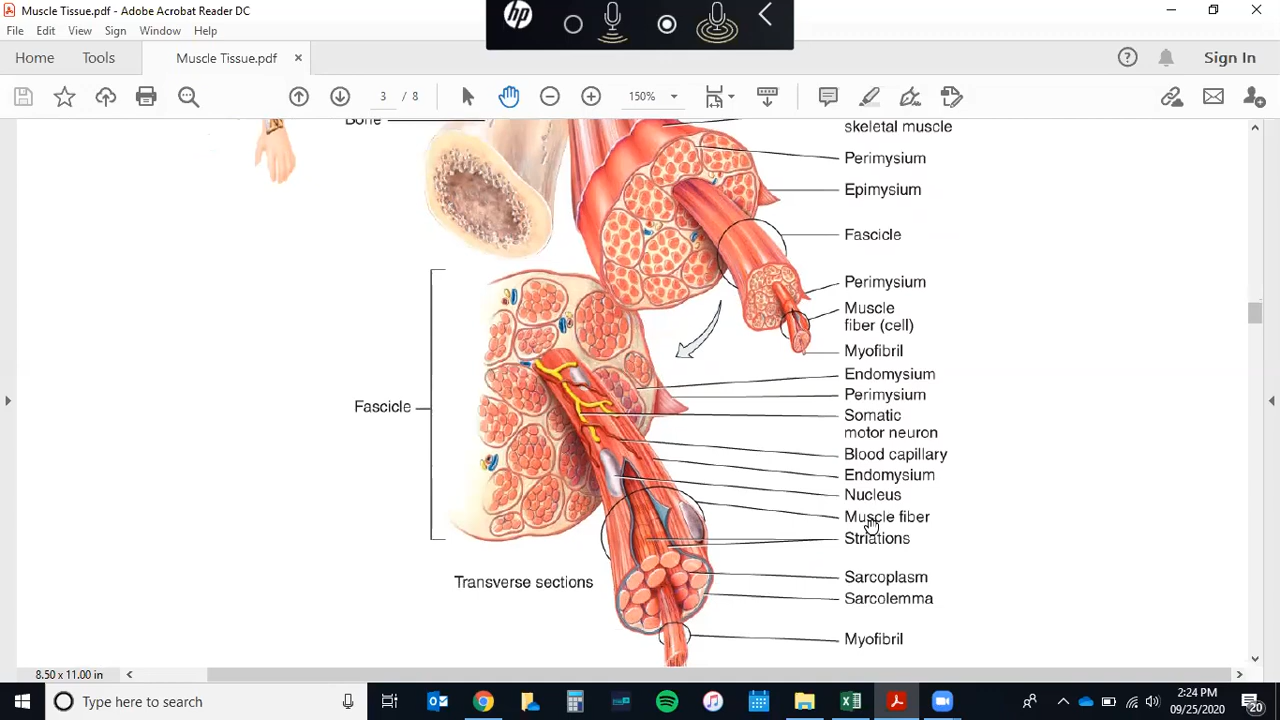 Muscle Tissue.pdf - Adobe Acrobat Reader DC
File Edit View Sign Window Help
hp
Home Tools Muscle Tissue.pdf × Sign In
3 / 8 150%
Bone
skeletal muscle
Perimysium
Epimysium
Fascicle
Perimysium
Muscle
fiber (cell)
Myofibril
Endomysium
Perimysium
Fascicle
Somatic
motor neuron
Blood capillary
Endomysium
Nucleus
Muscle fiber
Striations
Transverse sections
Sarcoplasm
Sarcolemma
Myofibril
8.50 x 11.00 in
Type here to search
2:24 PM
09/25/2020
20